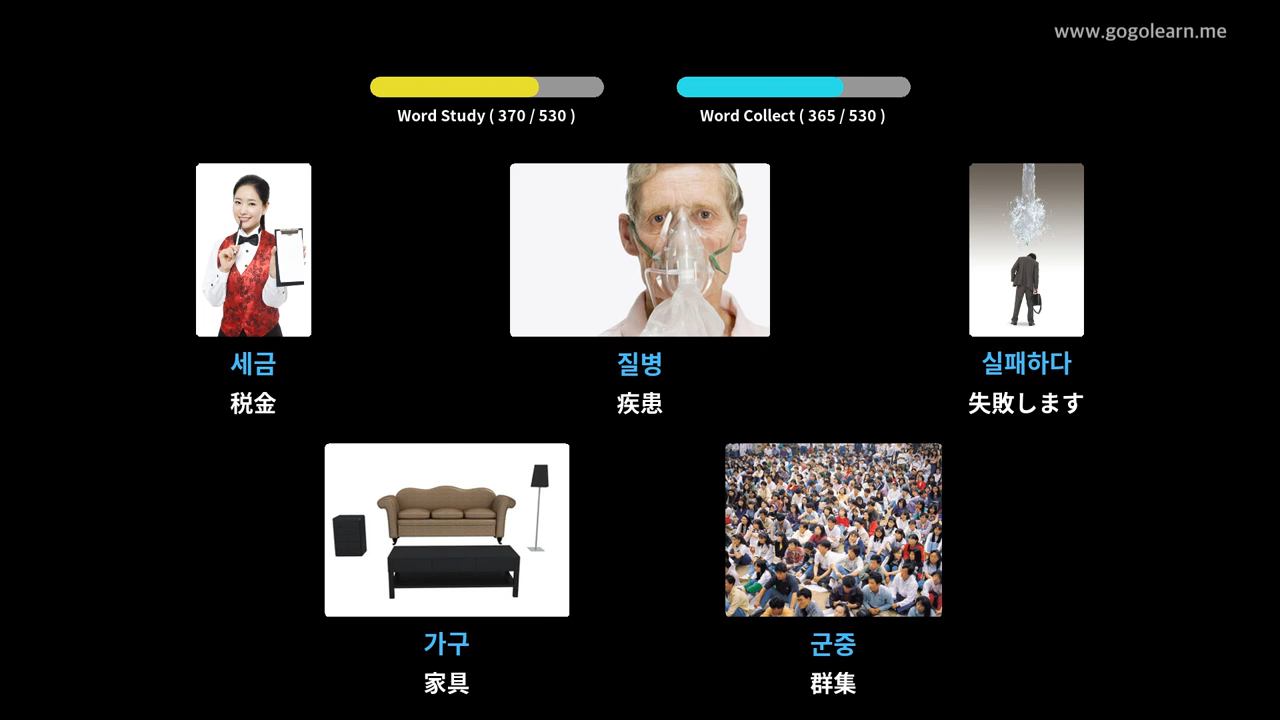 www.gogolearn.me
Word Study ( 370 / 530 )
Word Collect ( 365 / 530 )
세금
税金
질병
疾患
실패하다
失敗します
가구
家具
군중
群集